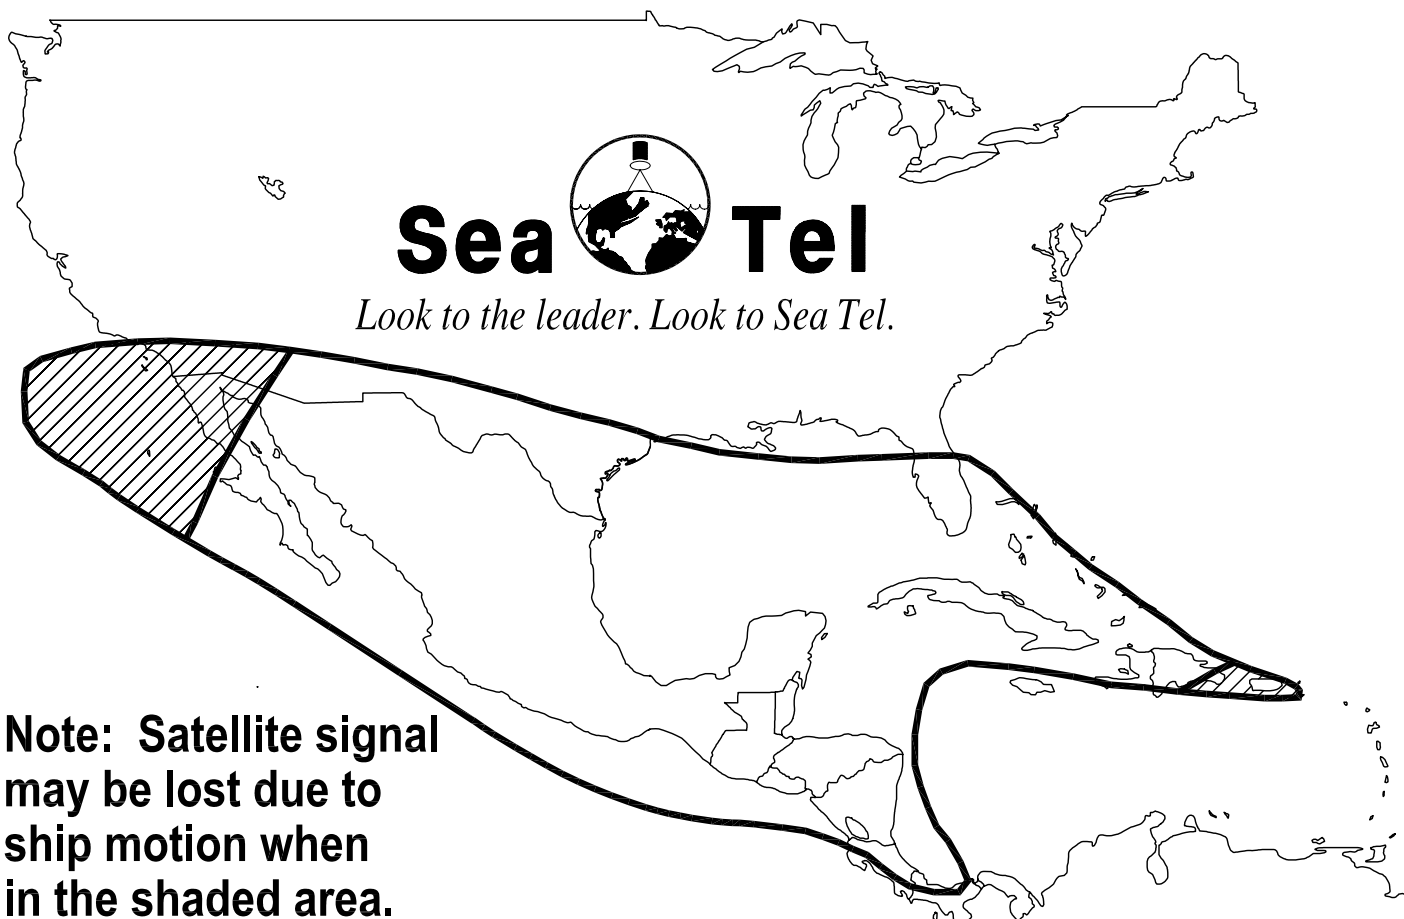 Sea Tel
Look to the leader. Look to Sea Tel.
Note: Satellite signal
may be lost due to
ship motion when
in the shaded area.